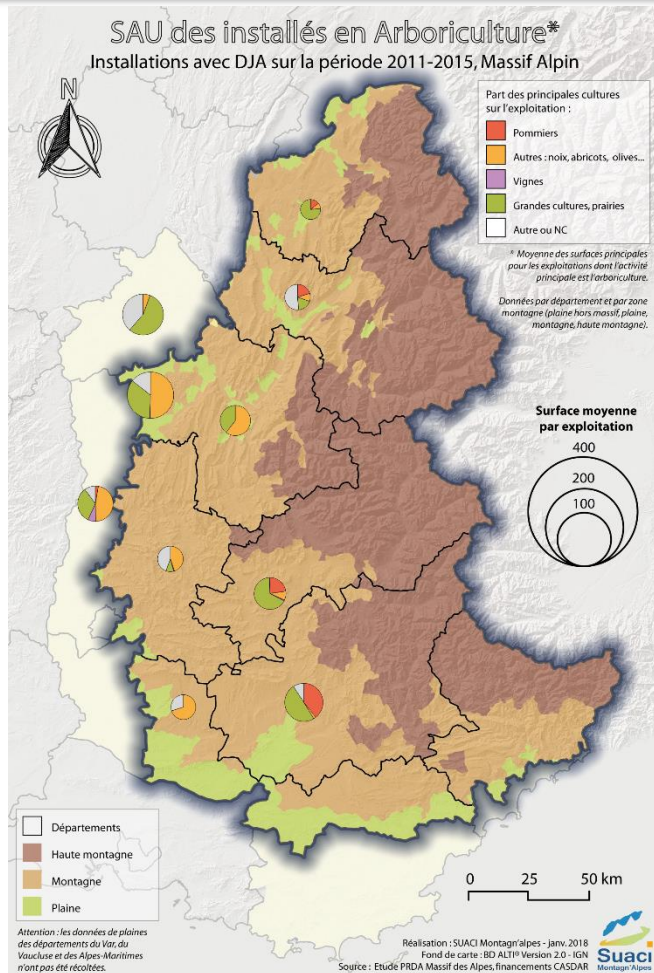 SAU des installés en Arboriculture*
Installations avec DJA sur la période 2011-2015, Massif Alpin
N
Part des principales cultures
sur l'exploitation :
Pommiers
Autres : noix, abricots, olives...
Vignes
Grandes cultures, prairies
Autre ou NC
* Moyenne des surfaces principales
pour les exploitations dont l'activité
principale est l'arboriculture.
Données par département et par zone
montagne (plaine hors massif, plaine,
montagne, haute montagne).
Surface moyenne
par exploitation
400
200
100
Départements
Haute montagne
Montagne
Plaine
Attention : les données de plaines
des départements du Var, du
Vaucluse et des Alpes-Maritimes
n'ont pas été récoltées.
0 25 50 km
Réalisation : SUACI Montagn'alpes - janv. 2018
Fond de carte : BD ALTI® Version 2.0 - IGN
Source : Etude PRDA Massif des Alpes, financements CASDAR
Suaci
Montagn'Alpes